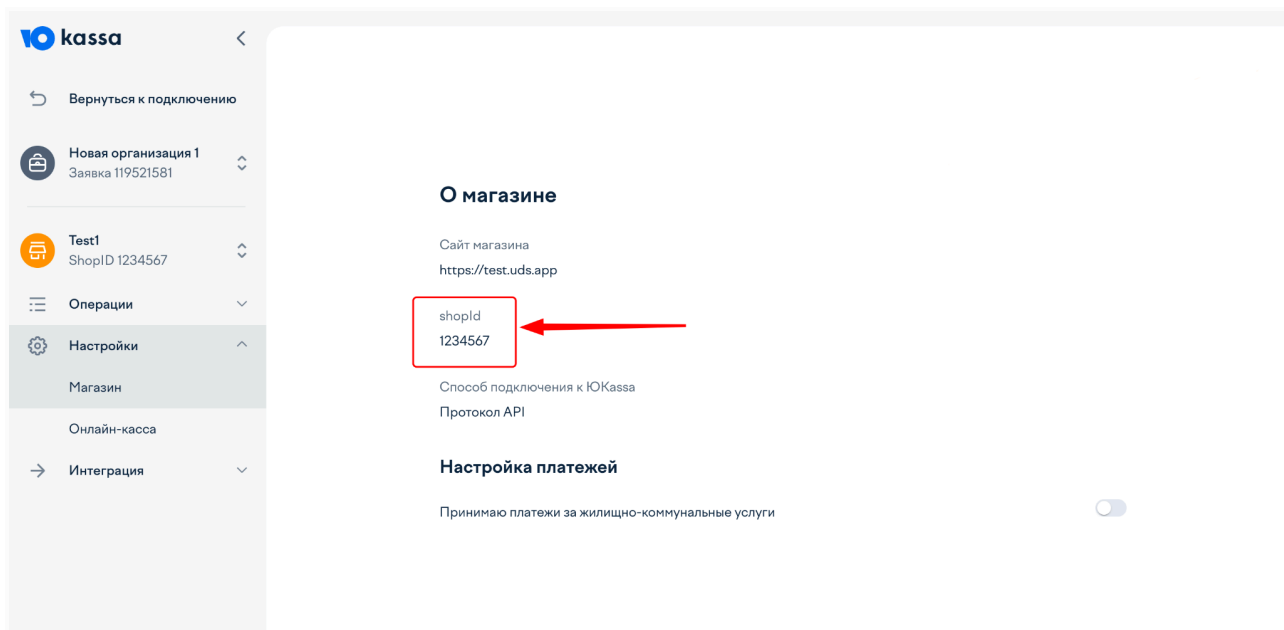 Юkassa
Вернуться к подключению
Новая организация 1
Заявка 119521581
Test1
ShopID 1234567
Операции
Настройки
Магазин
Онлайн-касса
Интеграция
О магазине
Сайт магазина
https://test.uds.app
shopId
1234567
Способ подключения к ЮKassa
Протокол API
Настройка платежей
Принимаю платежи за жилищно-коммунальные услуги